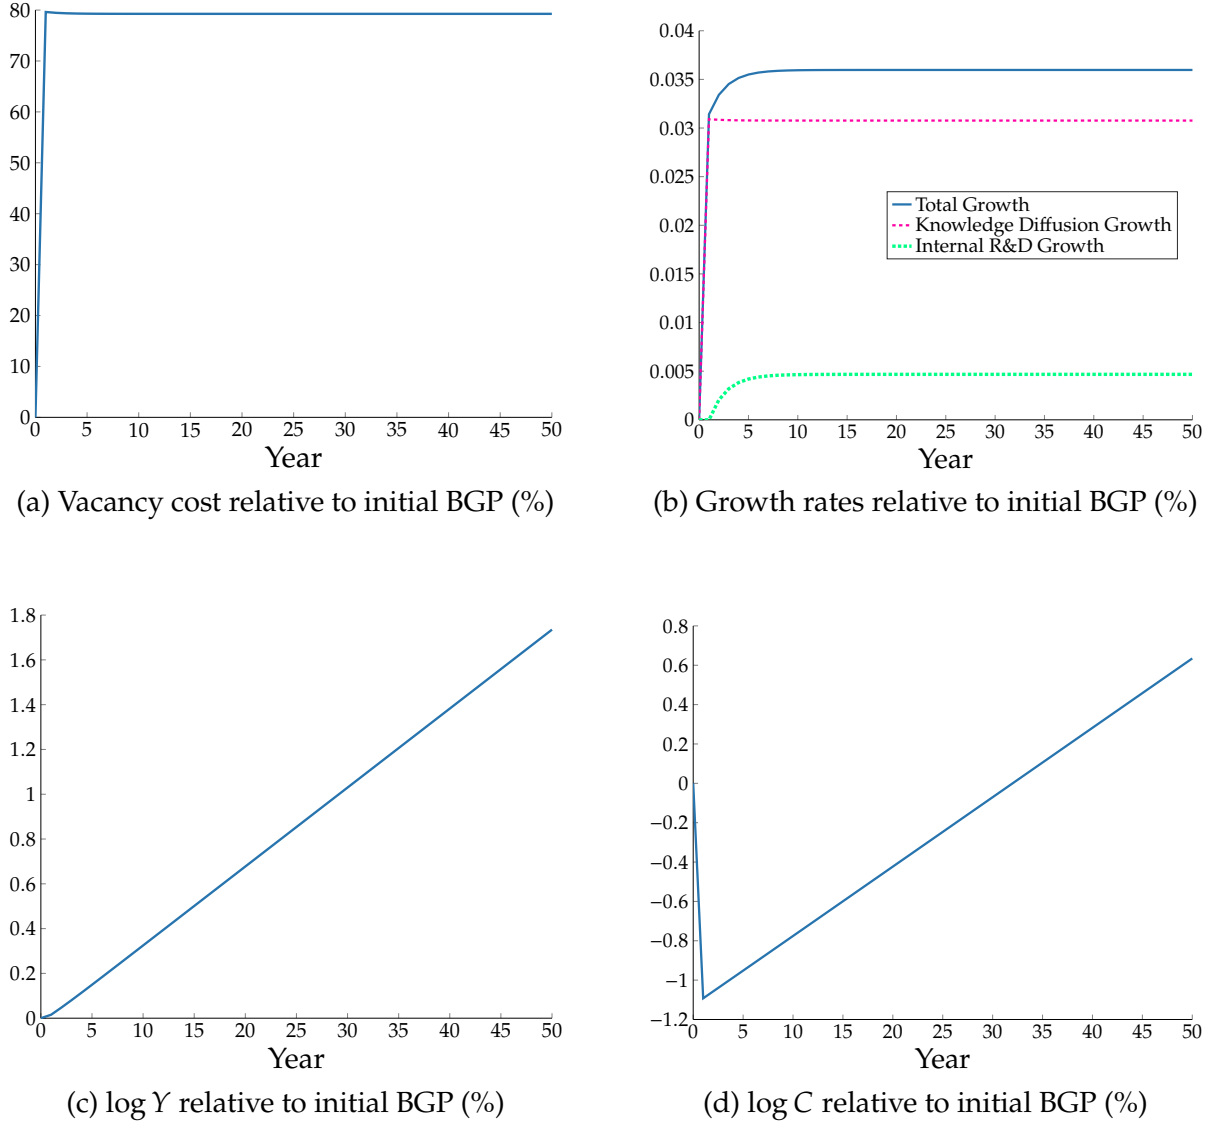 80
70
60
50
40
30
20
10
0
0 5 10 15 20 25 30 35 40 45 50
Year
(a) Vacancy cost relative to initial BGP (%)
0.04
0.035
0.03
0.025
0.02
0.015
0.01
0.005
0
Total Growth
Knowledge Diffusion Growth
Internal R&D Growth
0 5 10 15 20 25 30 35 40 45 50
Year
(b) Growth rates relative to initial BGP (%)
1.8
1.6
1.4
1.2
1
0.8
0.6
0.4
0.2
0
0 5 10 15 20 25 30 35 40 45 50
Year
(c) log Y relative to initial BGP (%)
0.8
0.6
0.4
0.2
0
−0.2
−0.4
−0.6
−0.8
−1
−1.2
0 5 10 15 20 25 30 35 40 45 50
Year
(d) log C relative to initial BGP (%)